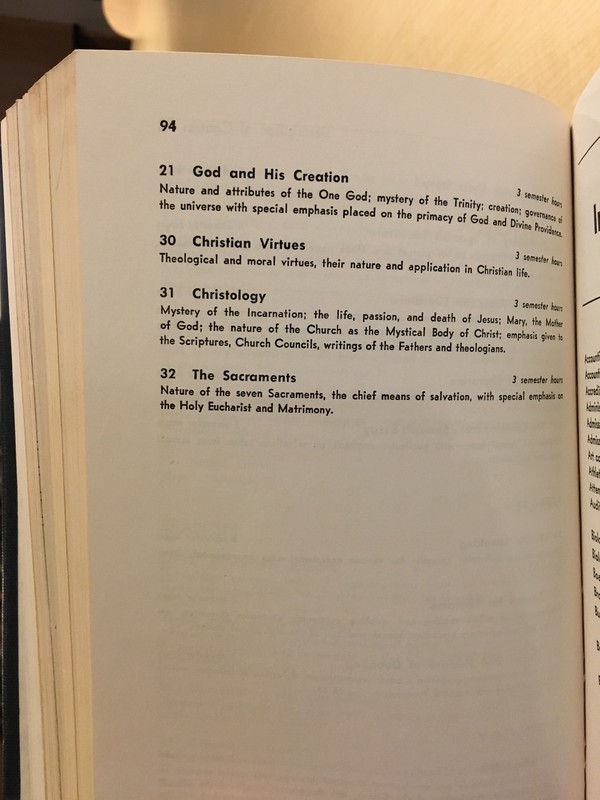 94
21 God and His Creation
3 semester hours
Nature and attributes of the One God; mystery of the Trinity; creation; governance of
the universe with special emphasis placed on the primacy of God and Divine Providence.
30 Christian Virtues
3 semester hours
Theological and moral virtues, their nature and application in Christian life.
31 Christology
3 semester hours
Mystery of the Incarnation; the life, passion, and death of Jesus; Mary, the Mother
of God; the nature of the Church as the Mystical Body of Christ; emphasis given to
the Scriptures, Church Councils, writings of the Fathers and theologians.
32 The Sacraments
3 semester hours
Nature of the seven Sacraments, the chief means of salvation, with special emphasis on
the Holy Eucharist and Matrimony.